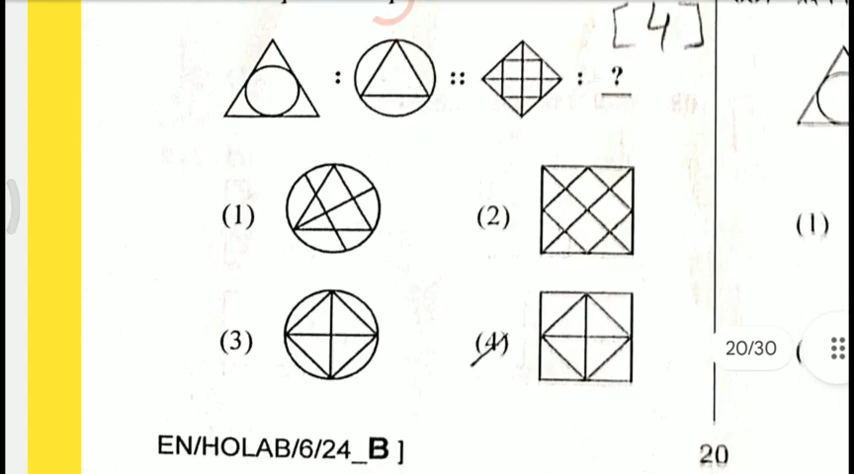 [4]
: :: : ?
(1) (2) (1)
(3) (4) 20/30 (
EN/HOLAB/6/24_B ] 20